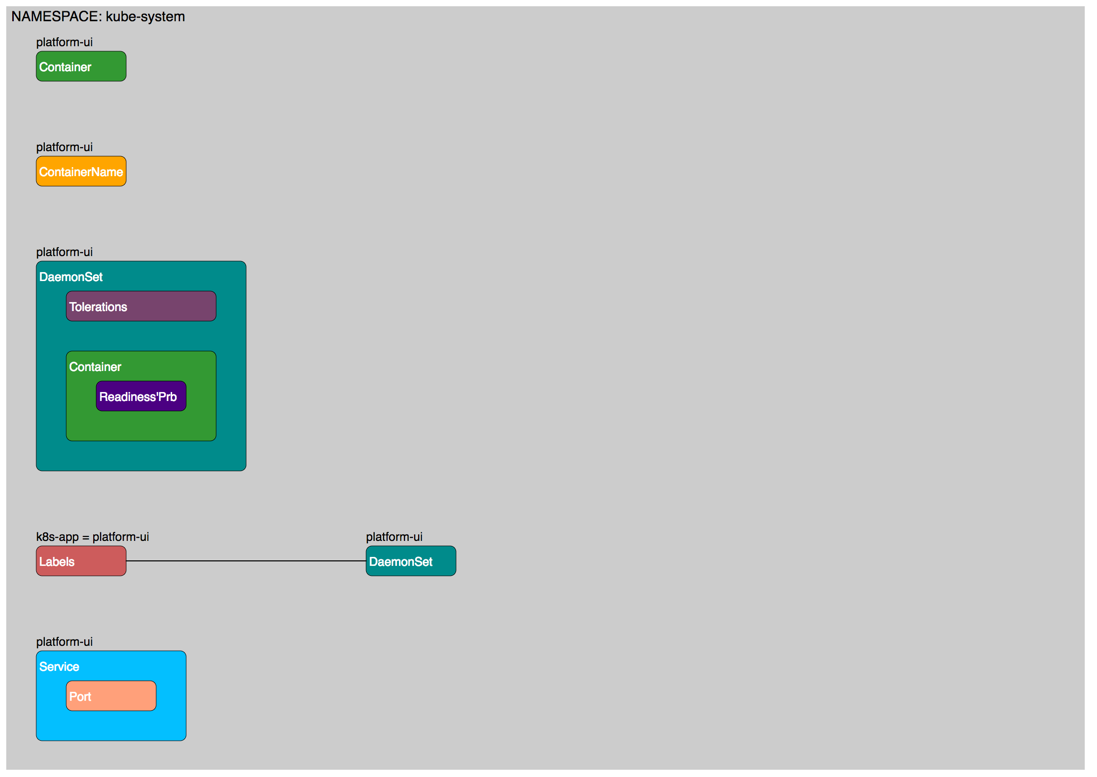 NAMESPACE: kube-system
platform-ui
Container
platform-ui
ContainerName
platform-ui
DaemonSet
Tolerations
Container
Readiness'Prb
k8s-app = platform-ui
Labels
platform-ui
DaemonSet
platform-ui
Service
Port